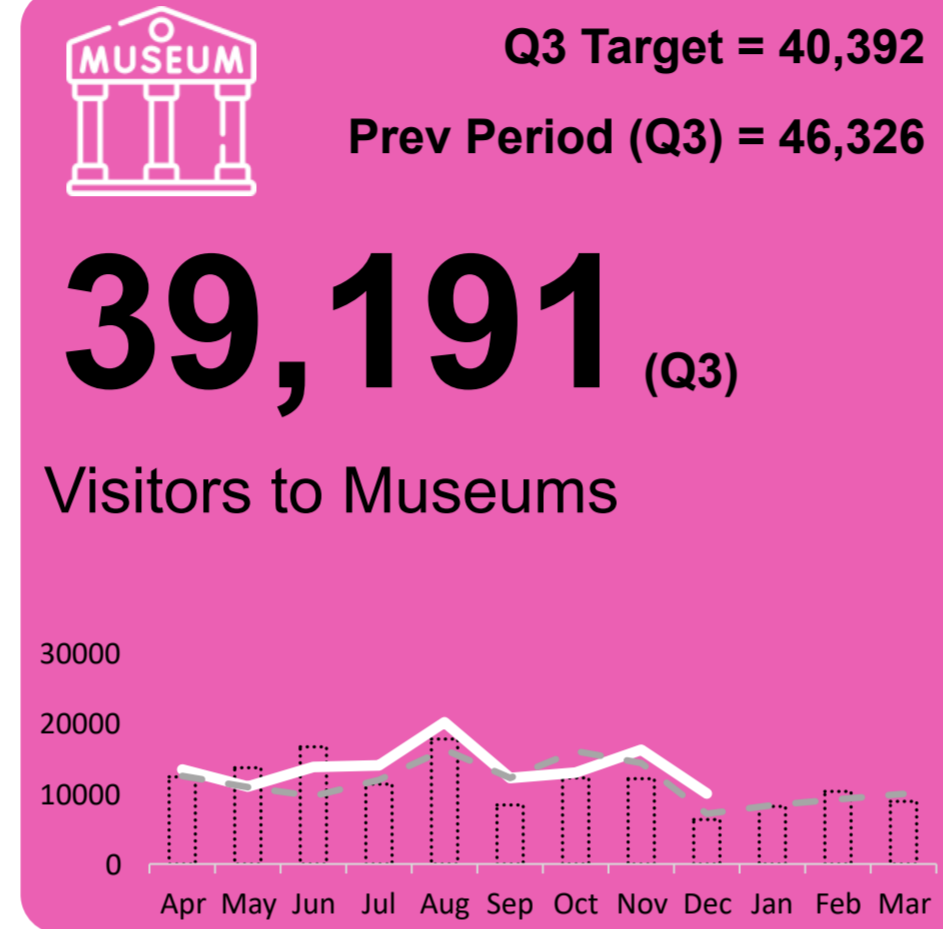 MUSEUM
Q3 Target = 40,392
Prev Period (Q3) = 46,326
39,191 (Q3)
Visitors to Museums
30000
20000
10000
0
Apr May Jun Jul Aug Sep Oct Nov Dec Jan Feb Mar